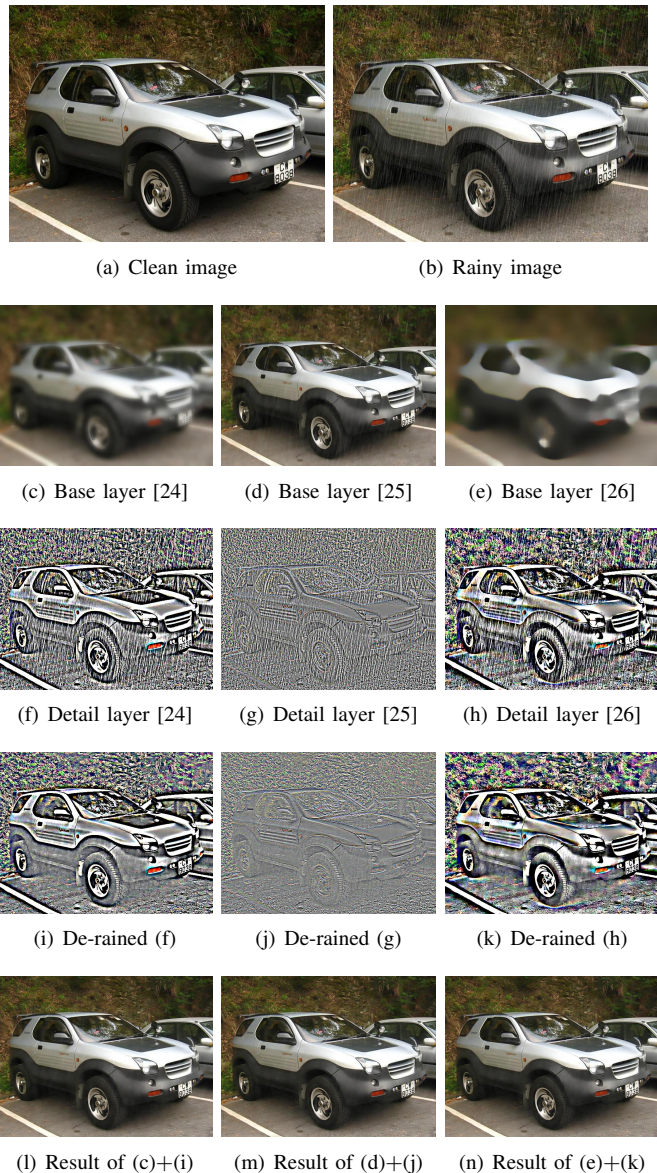 (a) Clean image
(b) Rainy image
(c) Base layer [24]
(d) Base layer [25]
(e) Base layer [26]
(f) Detail layer [24]
(g) Detail layer [25]
(h) Detail layer [26]
(i) De-rained (f)
(j) De-rained (g)
(k) De-rained (h)
(l) Result of (c)+(i)
(m) Result of (d)+(j)
(n) Result of (e)+(k)